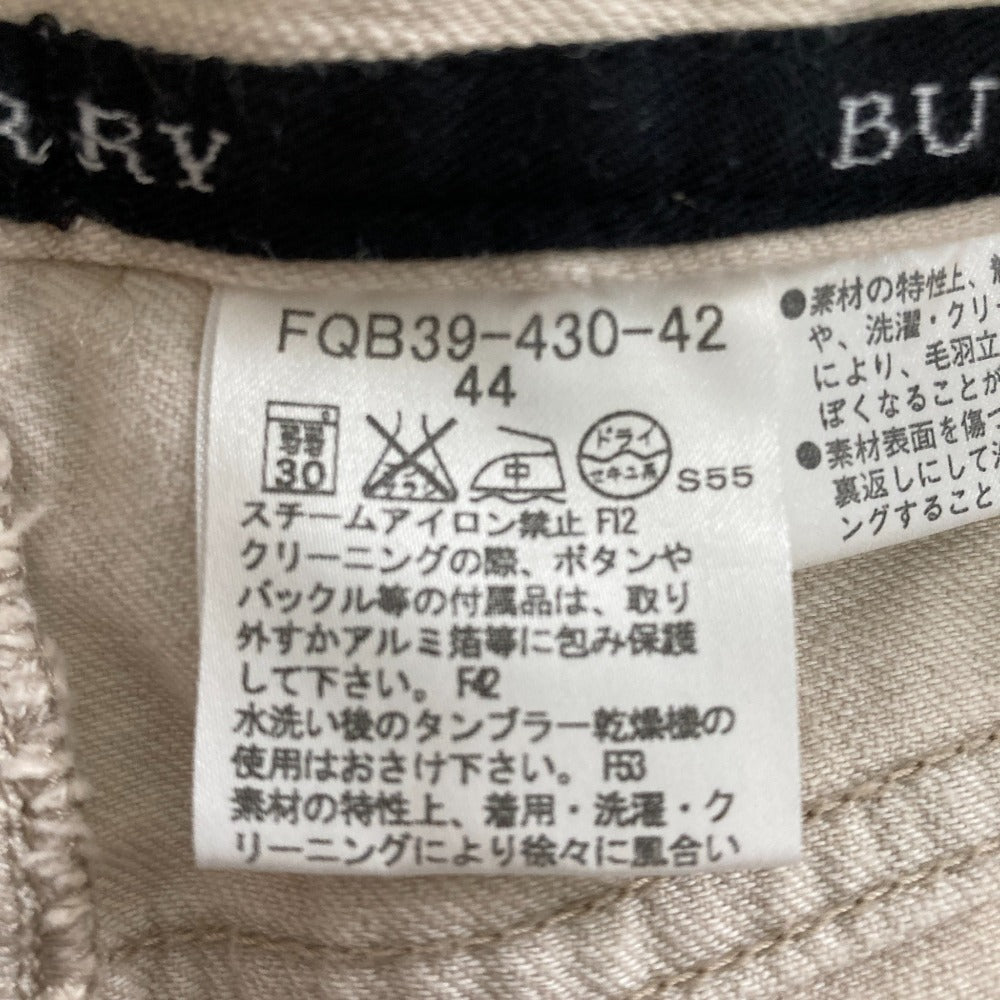 RRY
BU
FQB39-430-42
44
30
中
ドライ
セキユ系
S55
スチームアイロン禁止 F12
クリーニングの際、ボタンや
バックル等の付属品は、取り
外すかアルミ箔等に包み保護
して下さい。 F42
水洗い後のタンブラー乾燥機の
使用はおさけ下さい。 F53
素材の特性上、着用・洗濯・ク
リーニングにより徐々に風合い
●素材の特性上、
や、洗濯・クリ
により、毛羽立
ぽくなることが
●素材表面を傷つ
裏返しにして
ングすること